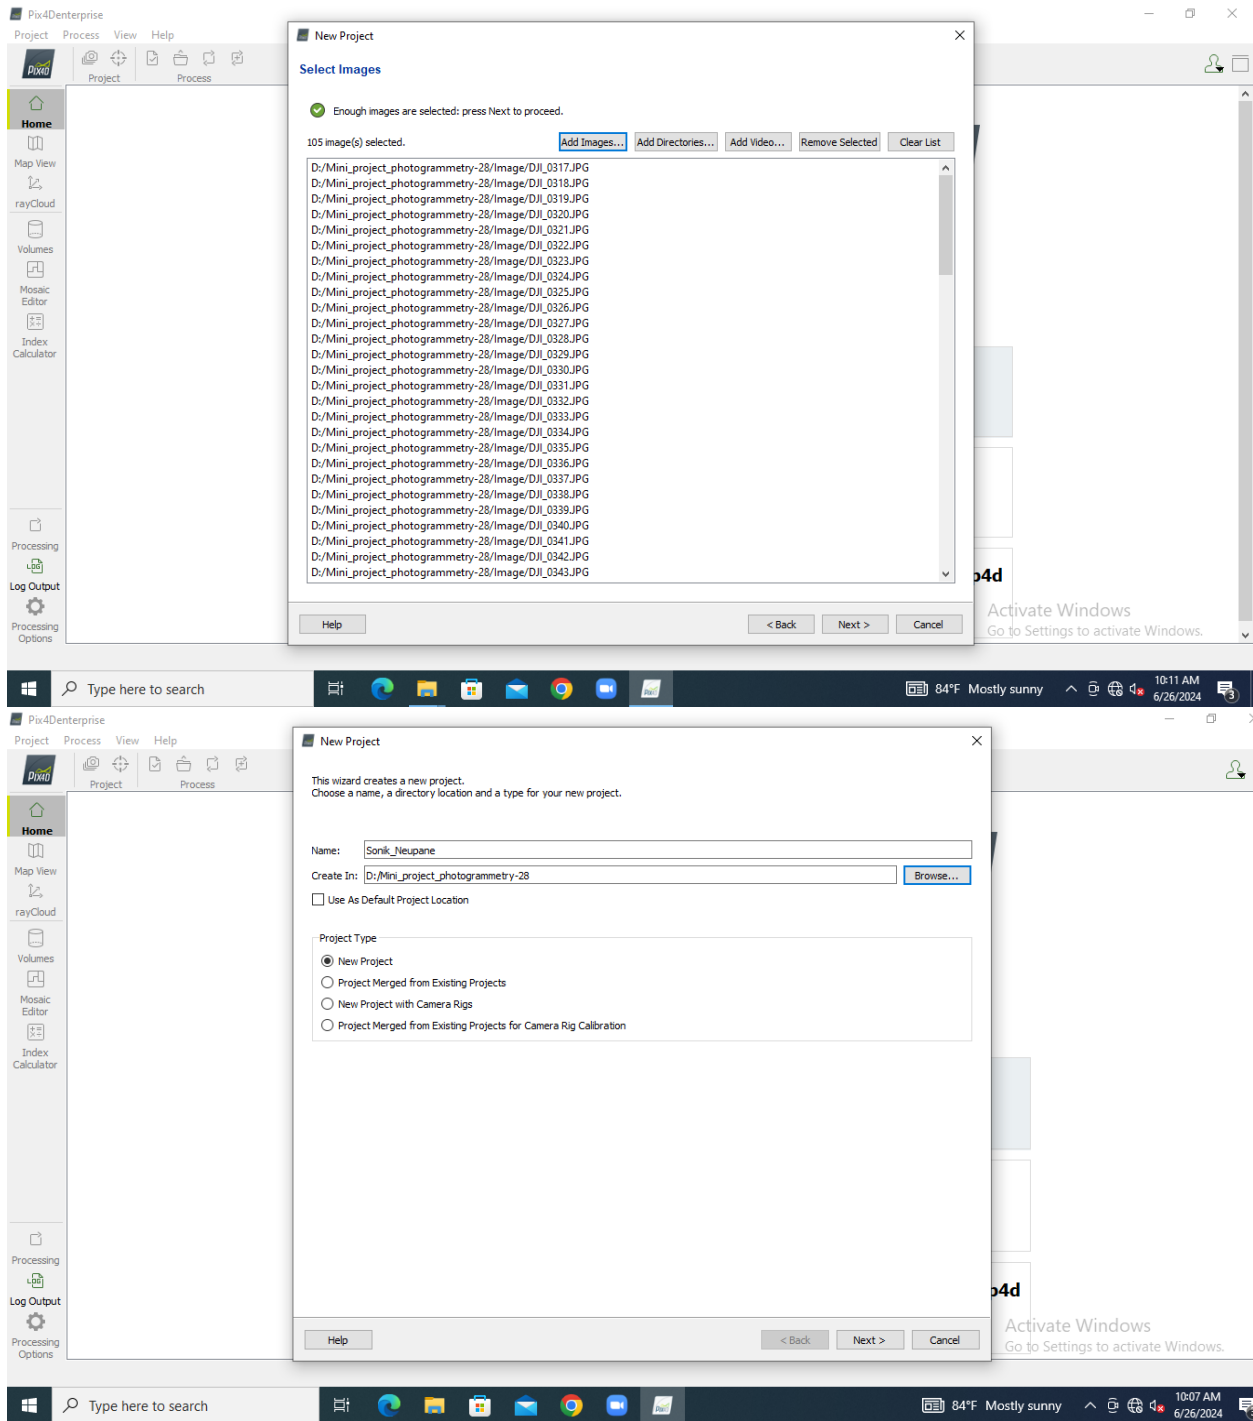 Pix4Denterprise
Project Process View Help
New Project
Select Images
PIX4D
Project
Process
Enough images are selected: press Next to proceed.
105 image(s) selected.
Add Images...
Add Directories...
Add Video...
Remove Selected
Clear List
Home
Map View
rayCloud
Volumes
Mosaic
Editor
Index
Calculator
D:/Mini_project_photogrammetry-28/Image/DJI_0317.JPG
D:/Mini_project_photogrammetry-28/Image/DJI_0318.JPG
D:/Mini_project_photogrammetry-28/Image/DJI_0319.JPG
D:/Mini_project_photogrammetry-28/Image/DJI_0320.JPG
D:/Mini_project_photogrammetry-28/Image/DJI_0321.JPG
D:/Mini_project_photogrammetry-28/Image/DJI_0322.JPG
D:/Mini_project_photogrammetry-28/Image/DJI_0323.JPG
D:/Mini_project_photogrammetry-28/Image/DJI_0324.JPG
D:/Mini_project_photogrammetry-28/Image/DJI_0325.JPG
D:/Mini_project_photogrammetry-28/Image/DJI_0326.JPG
D:/Mini_project_photogrammetry-28/Image/DJI_0327.JPG
D:/Mini_project_photogrammetry-28/Image/DJI_0328.JPG
D:/Mini_project_photogrammetry-28/Image/DJI_0329.JPG
D:/Mini_project_photogrammetry-28/Image/DJI_0330.JPG
D:/Mini_project_photogrammetry-28/Image/DJI_0331.JPG
D:/Mini_project_photogrammetry-28/Image/DJI_0332.JPG
D:/Mini_project_photogrammetry-28/Image/DJI_0333.JPG
D:/Mini_project_photogrammetry-28/Image/DJI_0334.JPG
D:/Mini_project_photogrammetry-28/Image/DJI_0335.JPG
D:/Mini_project_photogrammetry-28/Image/DJI_0336.JPG
D:/Mini_project_photogrammetry-28/Image/DJI_0337.JPG
D:/Mini_project_photogrammetry-28/Image/DJI_0338.JPG
D:/Mini_project_photogrammetry-28/Image/DJI_0339.JPG
D:/Mini_project_photogrammetry-28/Image/DJI_0340.JPG
D:/Mini_project_photogrammetry-28/Image/DJI_0341.JPG
D:/Mini_project_photogrammetry-28/Image/DJI_0342.JPG
D:/Mini_project_photogrammetry-28/Image/DJI_0343.JPG
Processing
LOG
Log Output
Processing
Options
p4d
Help
< Back
Next >
Cancel
Activate Windows
Go to Settings to activate Windows.
Type here to search
84°F Mostly sunny
10:11 AM
6/26/2024
3
Pix4Denterprise
Project Process View Help
New Project
PIX4D
Project
Process
This wizard creates a new project.
Choose a name, a directory location and a type for your new project.
Home
Map View
rayCloud
Volumes
Mosaic
Editor
Index
Calculator
Name: Sonik_Neupane
Create In: D:/Mini_project_photogrammetry-28
Browse...
Use As Default Project Location
Project Type
New Project
Project Merged from Existing Projects
New Project with Camera Rigs
Project Merged from Existing Projects for Camera Rig Calibration
Processing
LOG
Log Output
Processing
Options
p4d
Help
< Back
Next >
Cancel
Activate Windows
Go to Settings to activate Windows.
Type here to search
84°F Mostly sunny
10:07 AM
6/26/2024